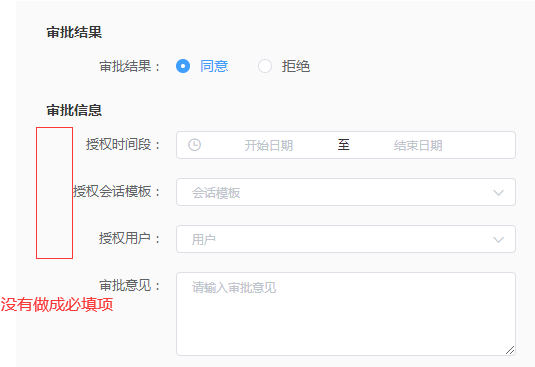 审批结果
审批结果： 同意 拒绝
审批信息
授权时间段： 开始日期 至 结束日期
授权会话模板： 会话模板
授权用户： 用户
审批意见： 请输入审批意见
没有做成必填项